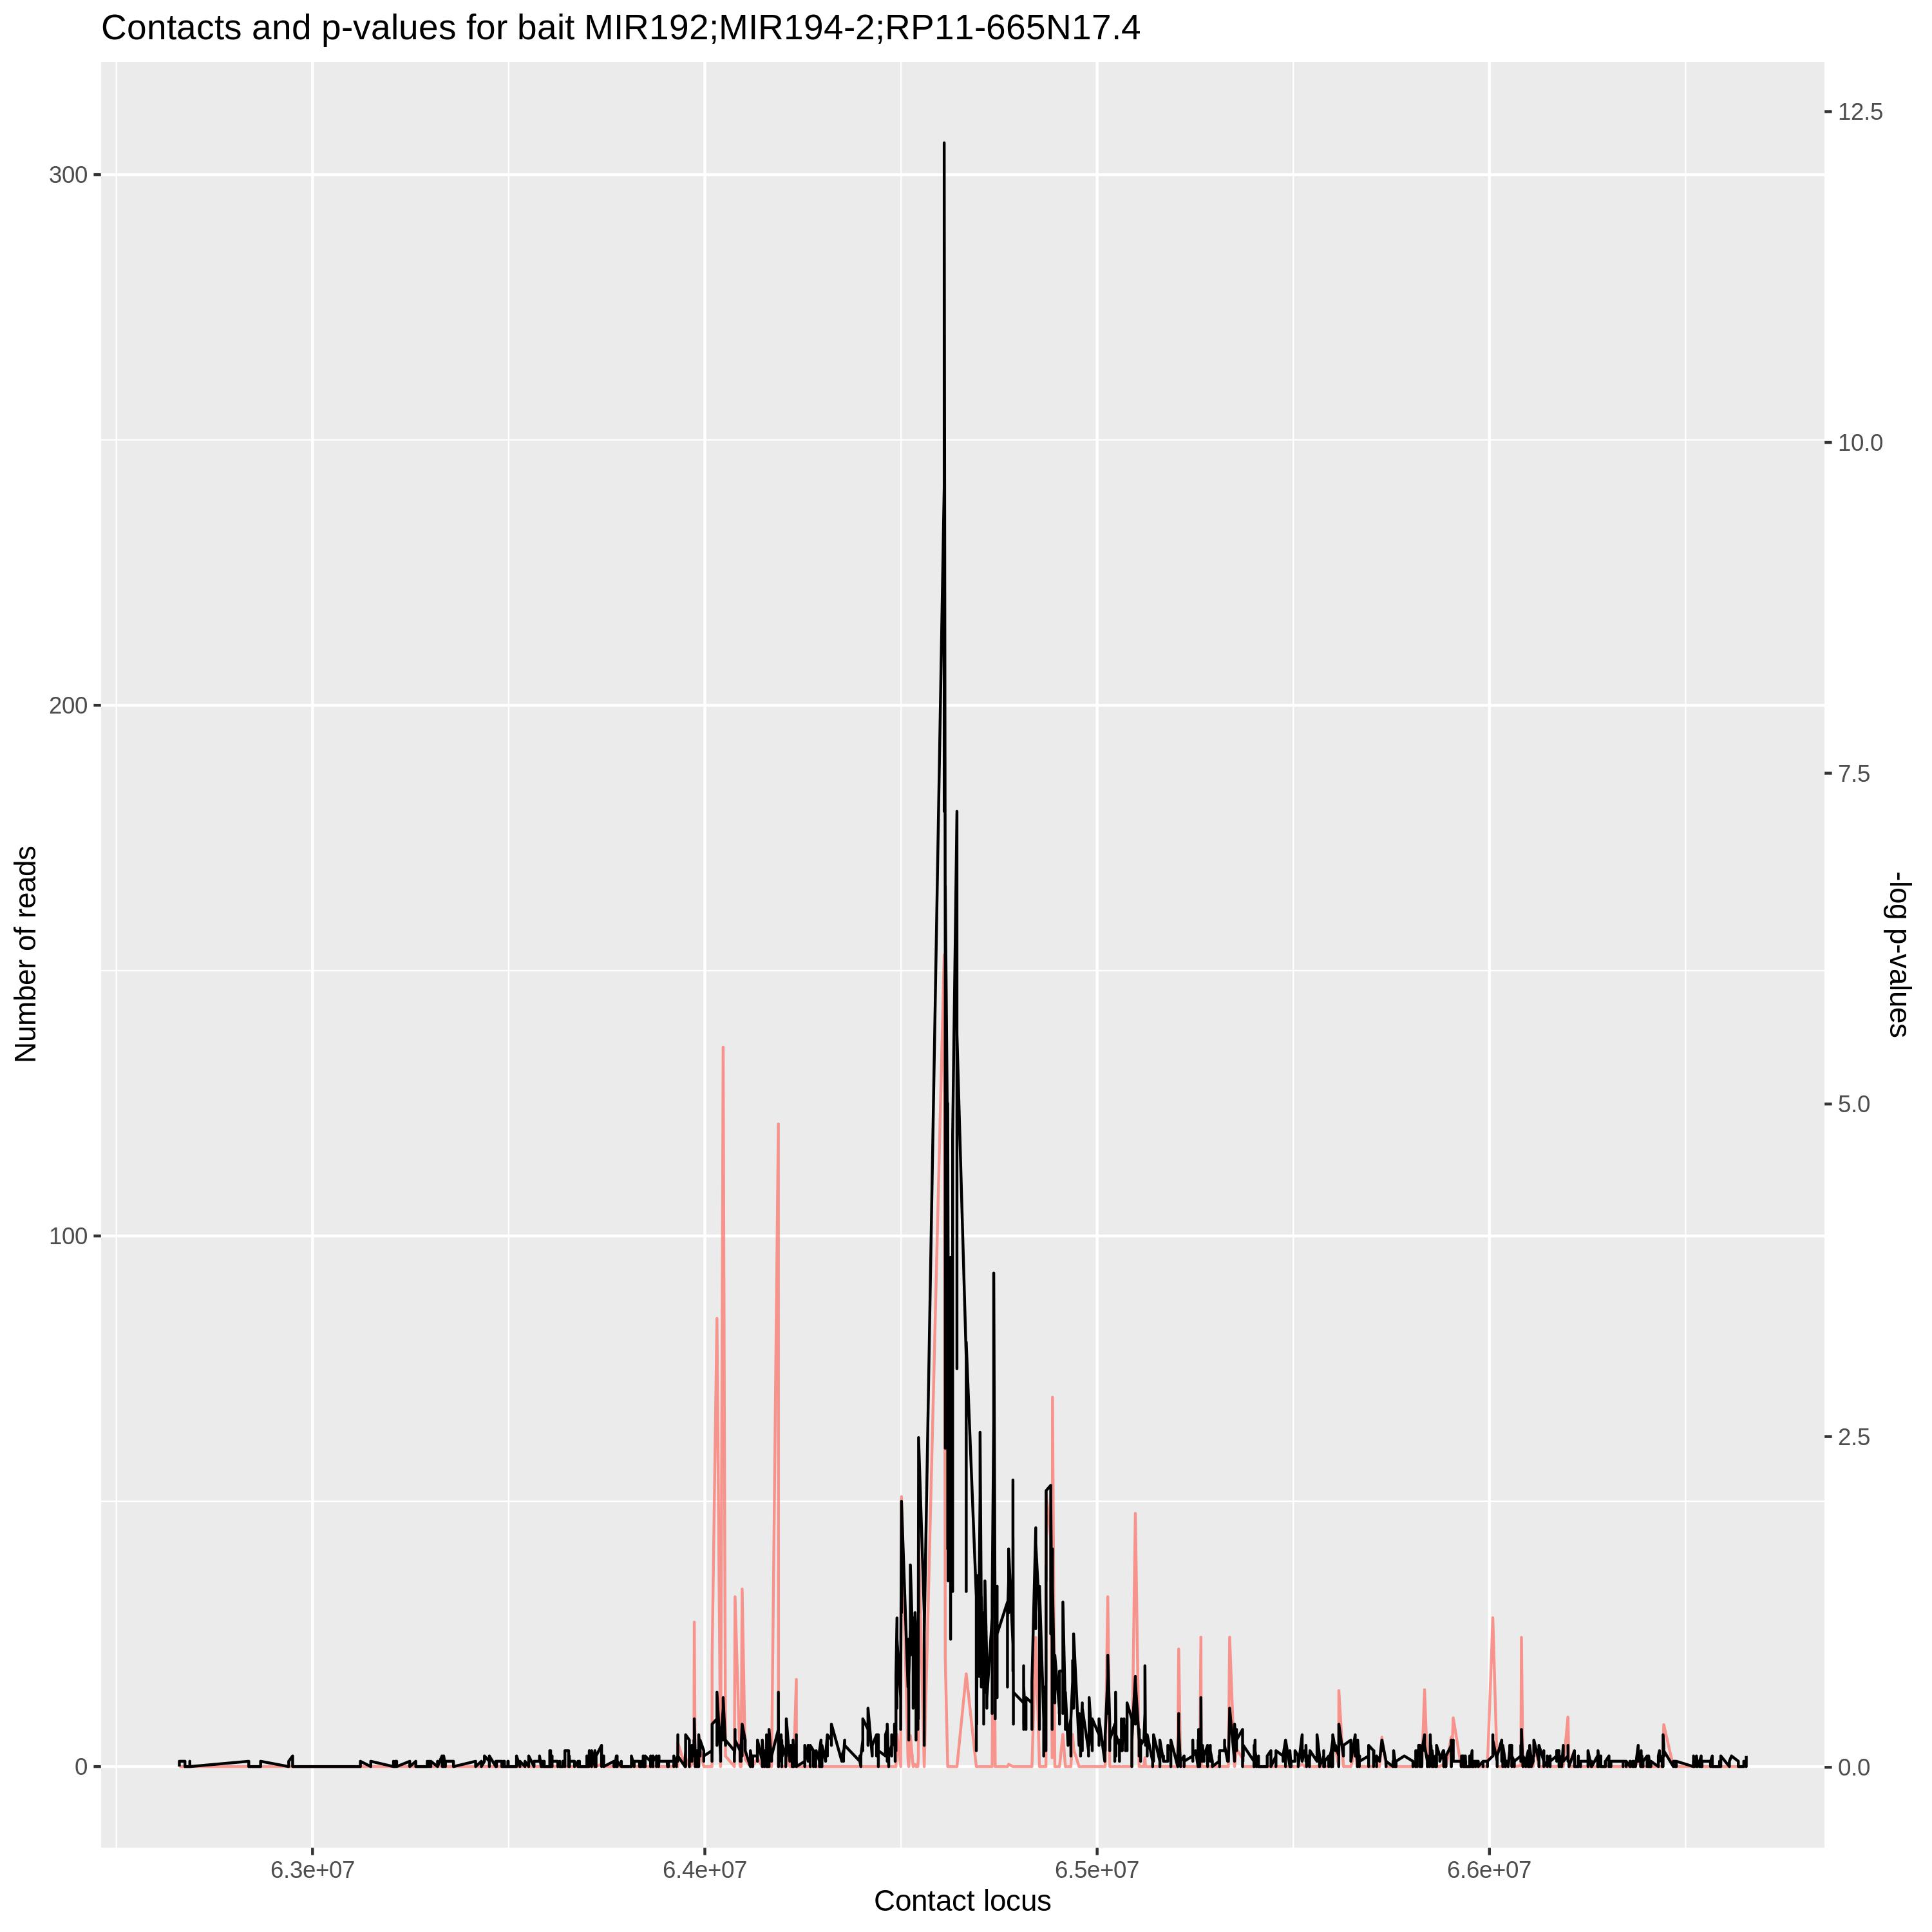 Contacts and p-values for bait MIR192;MIR194-2;RP11-665N17.4
300
200
100
0
Number of reads
12.5
10.0
7.5
5.0
2.5
0.0
-log p-values
6.3e+07
6.4e+07
6.5e+07
6.6e+07
Contact locus